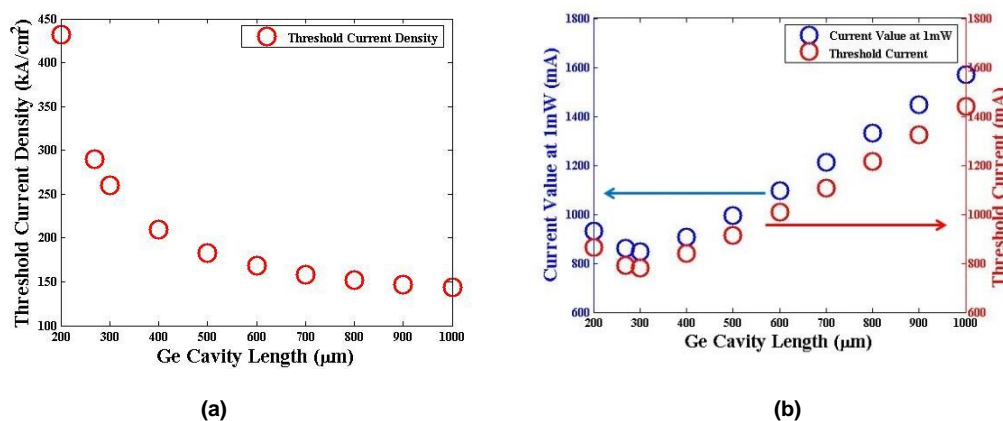 450
400
350
300
250
200
150
100
200 300 400 500 600 700 800 900 1000
Threshold Current Density (kA/cm²)
Ge Cavity Length (μm)
Threshold Current Density
(a)
1800
1600
1400
1200
1000
800
600
200 300 400 500 600 700 800 900 1000
Current Value at 1mW (mA)
Ge Cavity Length (μm)
Current Value at 1mW
Threshold Current
1800
1600
1400
1200
1000
800
600
Threshold Current (mA)
(b)